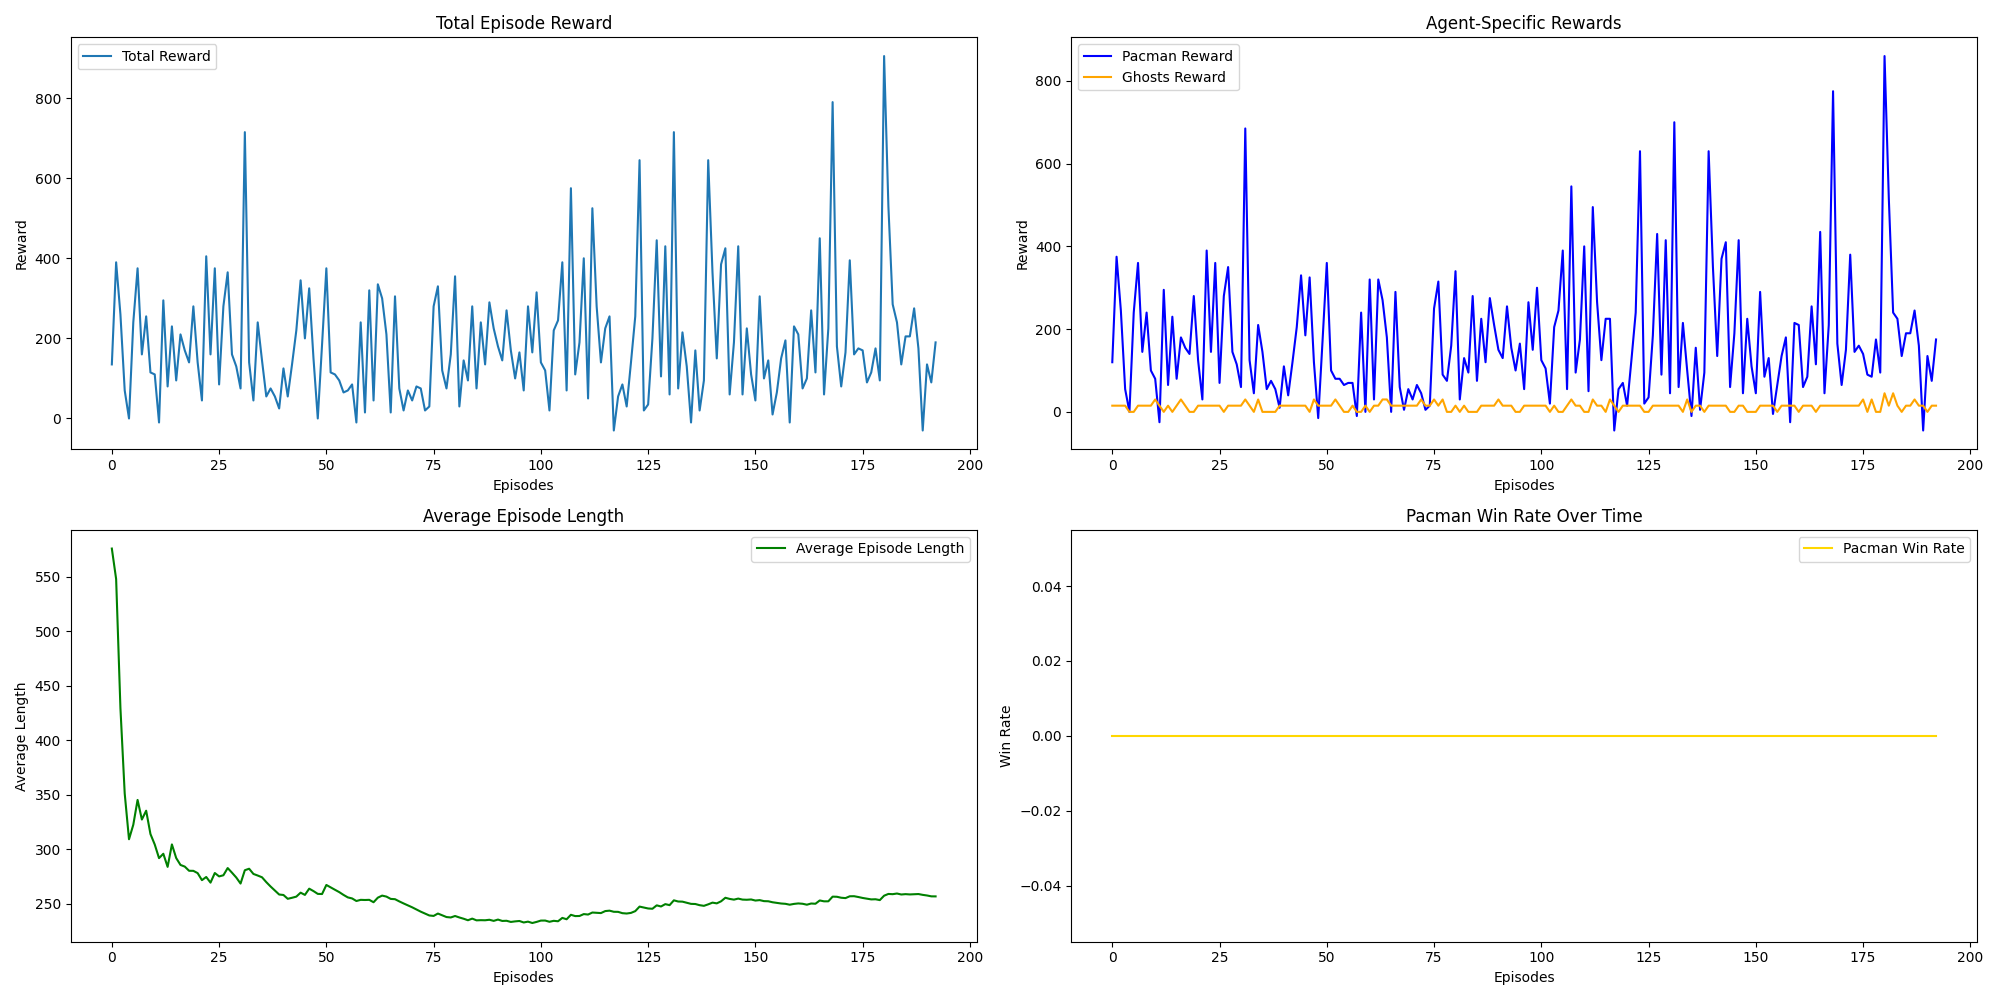 Total Episode Reward
Total Reward
800
600
400
200
0
Reward
0 25 50 75 100 125 150 175 200
Episodes
Agent-Specific Rewards
Pacman Reward
Ghosts Reward
800
600
400
200
0
Reward
0 25 50 75 100 125 150 175 200
Episodes
Average Episode Length
Average Episode Length
550
500
450
400
350
300
250
Average Length
0 25 50 75 100 125 150 175 200
Episodes
Pacman Win Rate Over Time
Pacman Win Rate
0.04
0.02
0.00
−0.02
−0.04
Win Rate
0 25 50 75 100 125 150 175 200
Episodes